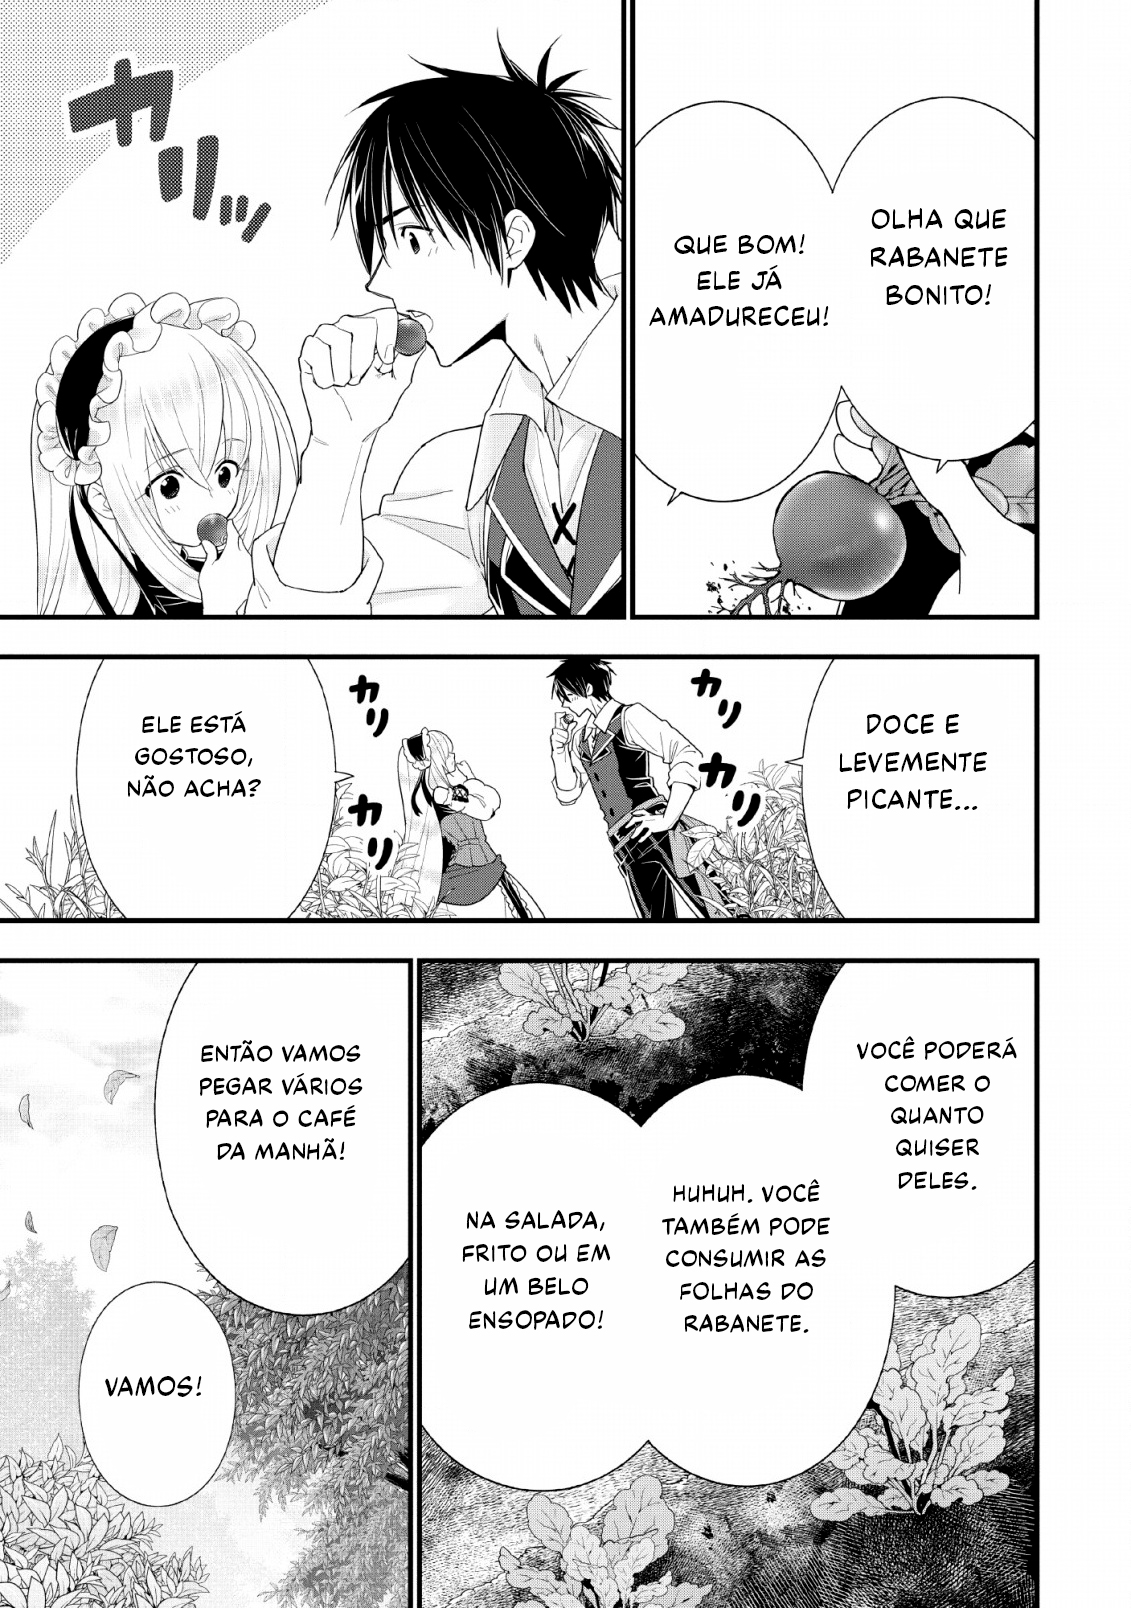 OLHA QUE
RABANETE
BONITO!
QUE BOM!
ELE JÁ
AMADURECEU!
カリッ
DOCE E
LEVEMENTE
PICANTE...
カリ
カリ
カリ
カリ
ELE ESTÁ
GOSTOSO,
NÃO ACHA?
VOCÊ PODERÁ
COMER O
QUANTO
QUISER
DELES.
HUHUH. VOCÊ
TAMBÉM PODE
CONSUMIR AS
FOLHAS DO
RABANETE.
NA SALADA,
FRITO OU EM
UM BELO
ENSOPADO!
ENTÃO VAMOS
PEGAR VÁRIOS
PARA O CAFÉ
DA MANHÃ!
VAMOS!